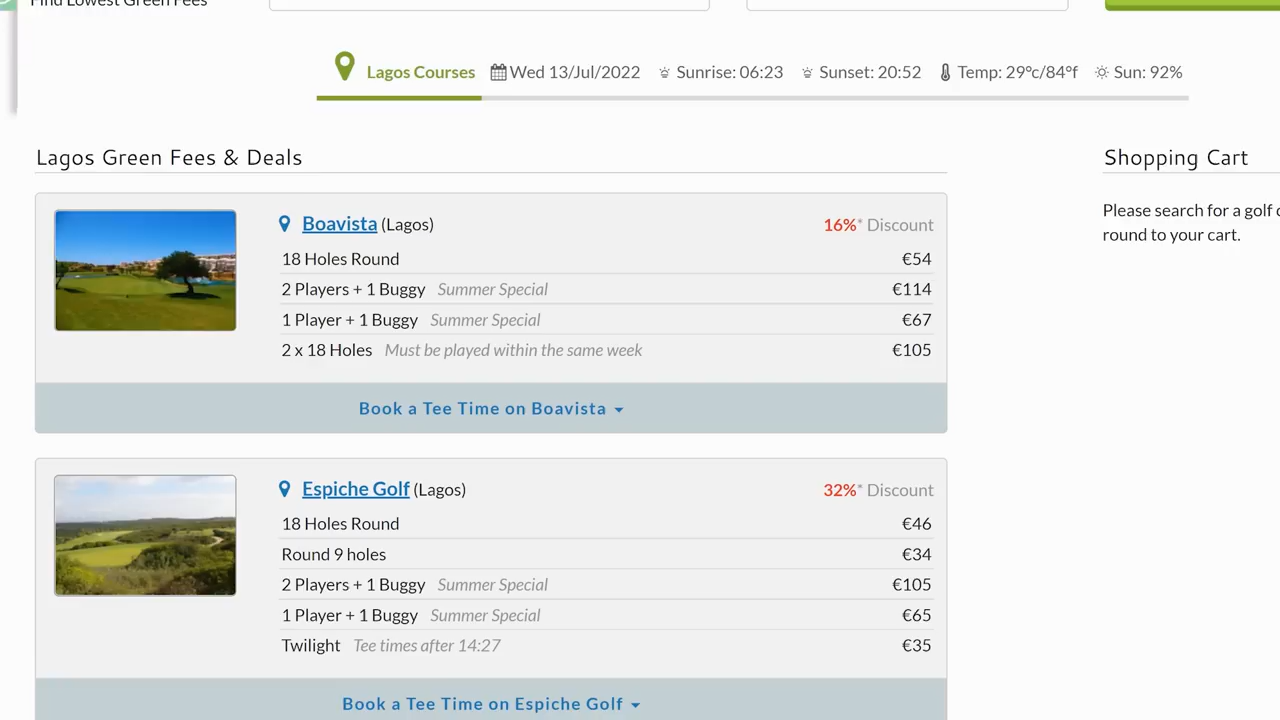 Find Lowest Green Fees
Lagos Courses Wed 13/Jul/2022 Sunrise: 06:23 Sunset: 20:52 Temp: 29°c/84°f Sun: 92%
Lagos Green Fees & Deals
Shopping Cart
Please search for a golf
round to your cart.
Boavista (Lagos) 16%* Discount
18 Holes Round €54
2 Players + 1 Buggy Summer Special €114
1 Player + 1 Buggy Summer Special €67
2 x 18 Holes Must be played within the same week €105
Book a Tee Time on Boavista
Espiche Golf (Lagos) 32%* Discount
18 Holes Round €46
Round 9 holes €34
2 Players + 1 Buggy Summer Special €105
1 Player + 1 Buggy Summer Special €65
Twilight Tee times after 14:27 €35
Book a Tee Time on Espiche Golf